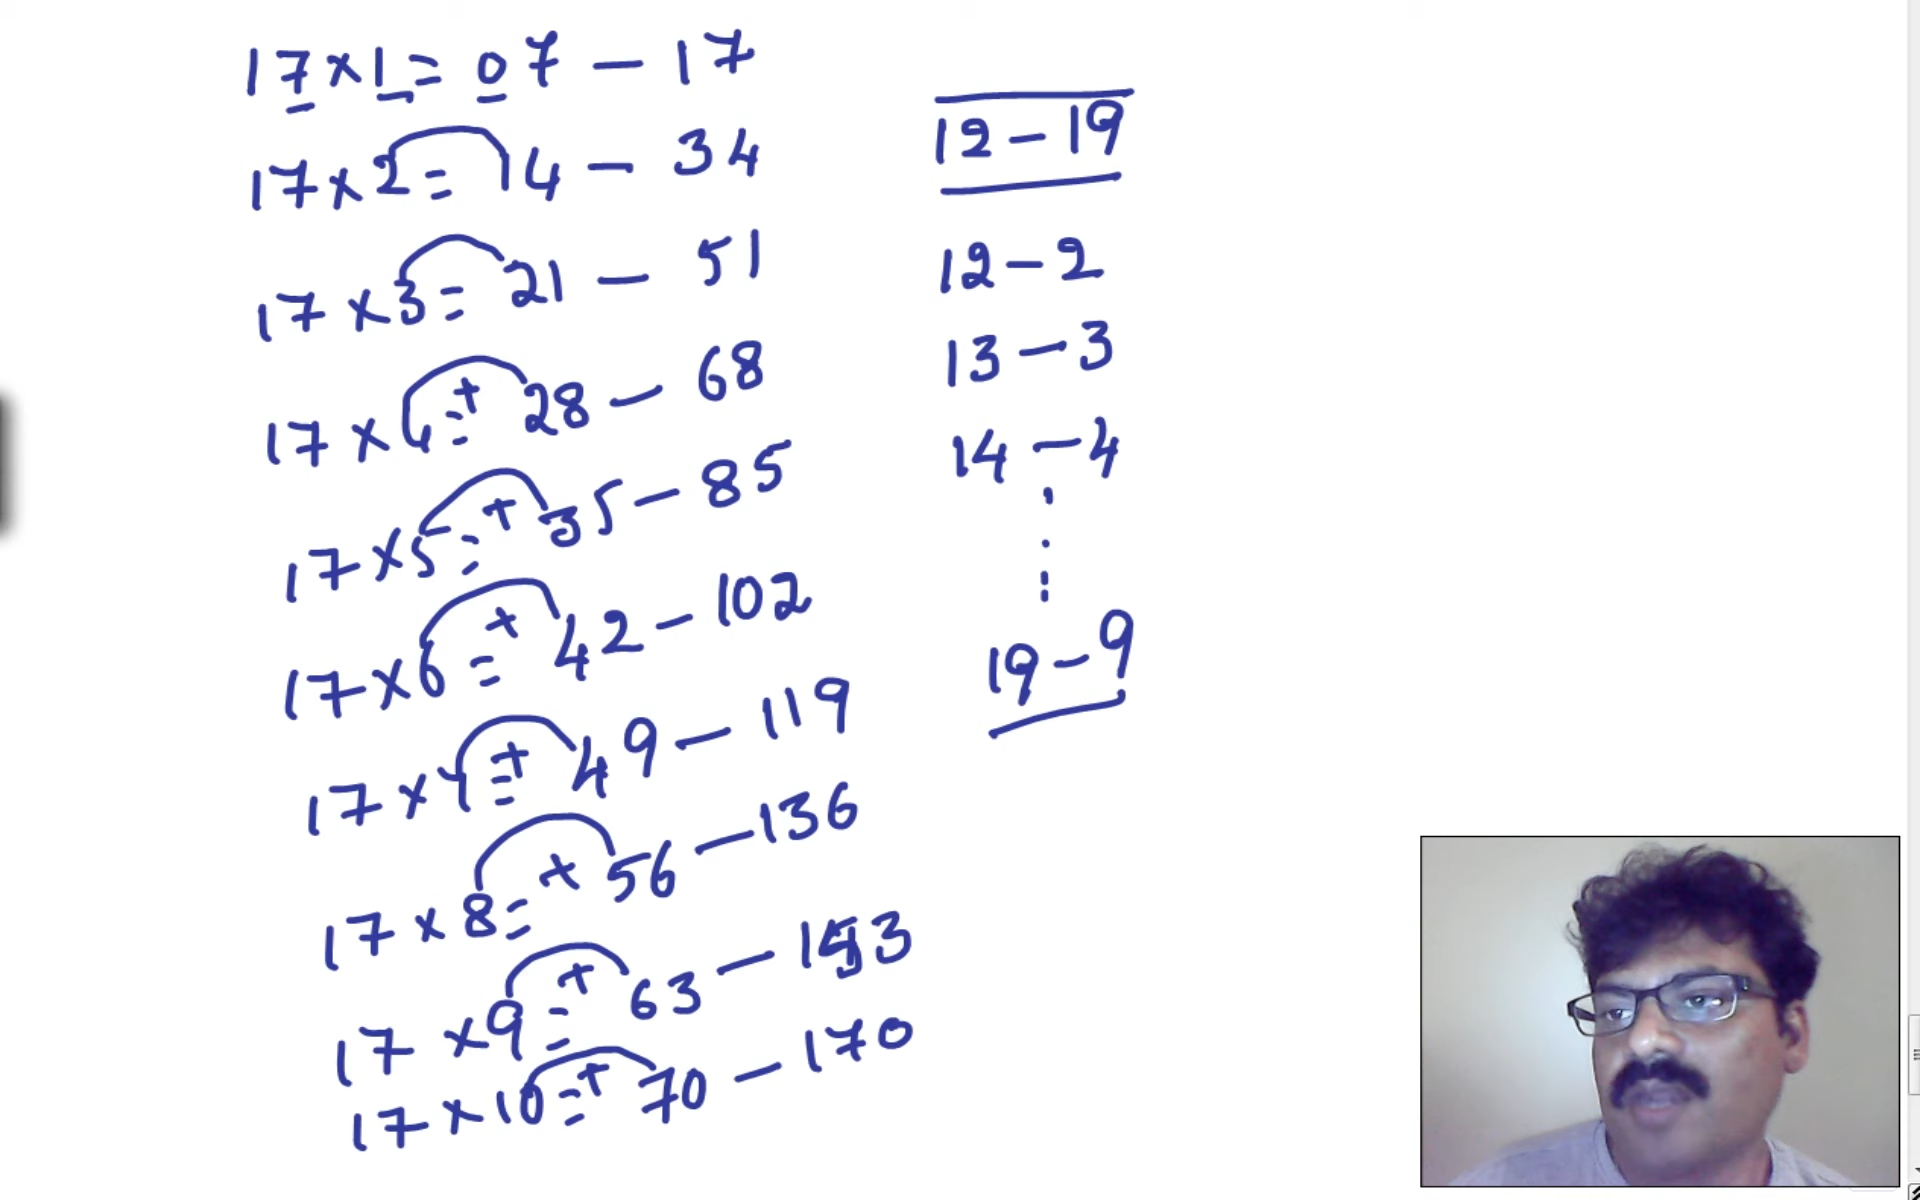 17×1= 07 – 17
17×2= 14 – 34
17×3= 21 – 51
17×4= + 28 – 68
17×5= + 35 – 85
17×6= + 42 – 102
17×7= + 49 – 119
17×8= + 56 – 136
17×9= + 63 – 153
17×10= + 70 – 170
12–19
12–2
13–3
14–4
19–9